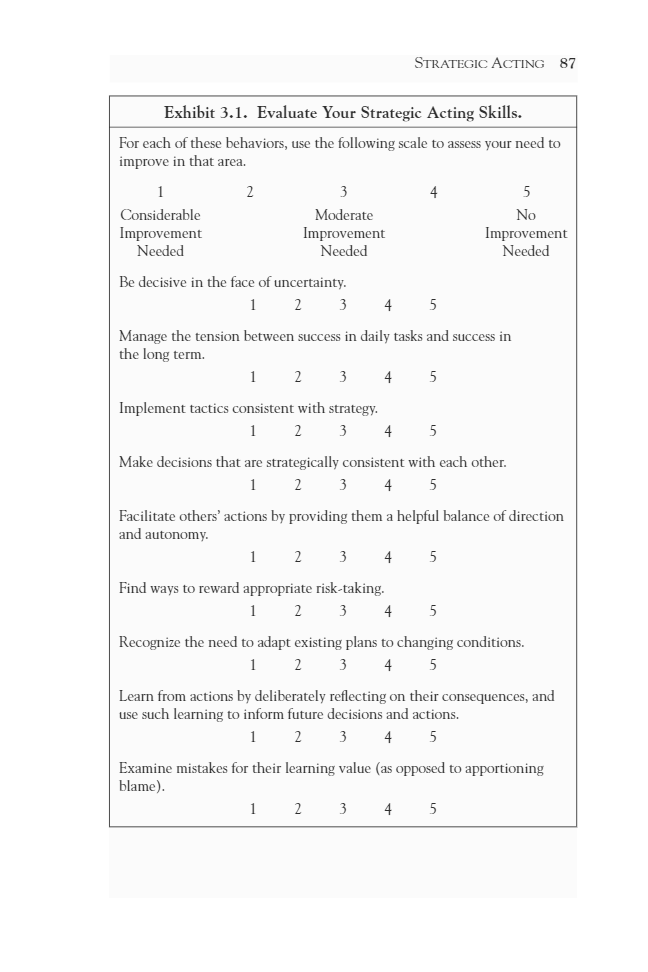 STRATEGIC ACTING 87
Exhibit 3.1. Evaluate Your Strategic Acting Skills.
For each of these behaviors, use the following scale to assess your need to
improve in that area.
1 2 3 4 5
Considerable Moderate No
Improvement Improvement Improvement
Needed Needed Needed
Be decisive in the face of uncertainty.
1 2 3 4 5
Manage the tension between success in daily tasks and success in
the long term.
1 2 3 4 5
Implement tactics consistent with strategy.
1 2 3 4 5
Make decisions that are strategically consistent with each other.
1 2 3 4 5
Facilitate others’ actions by providing them a helpful balance of direction
and autonomy.
1 2 3 4 5
Find ways to reward appropriate risk-taking.
1 2 3 4 5
Recognize the need to adapt existing plans to changing conditions.
1 2 3 4 5
Learn from actions by deliberately reflecting on their consequences, and
use such learning to inform future decisions and actions.
1 2 3 4 5
Examine mistakes for their learning value (as opposed to apportioning
blame).
1 2 3 4 5